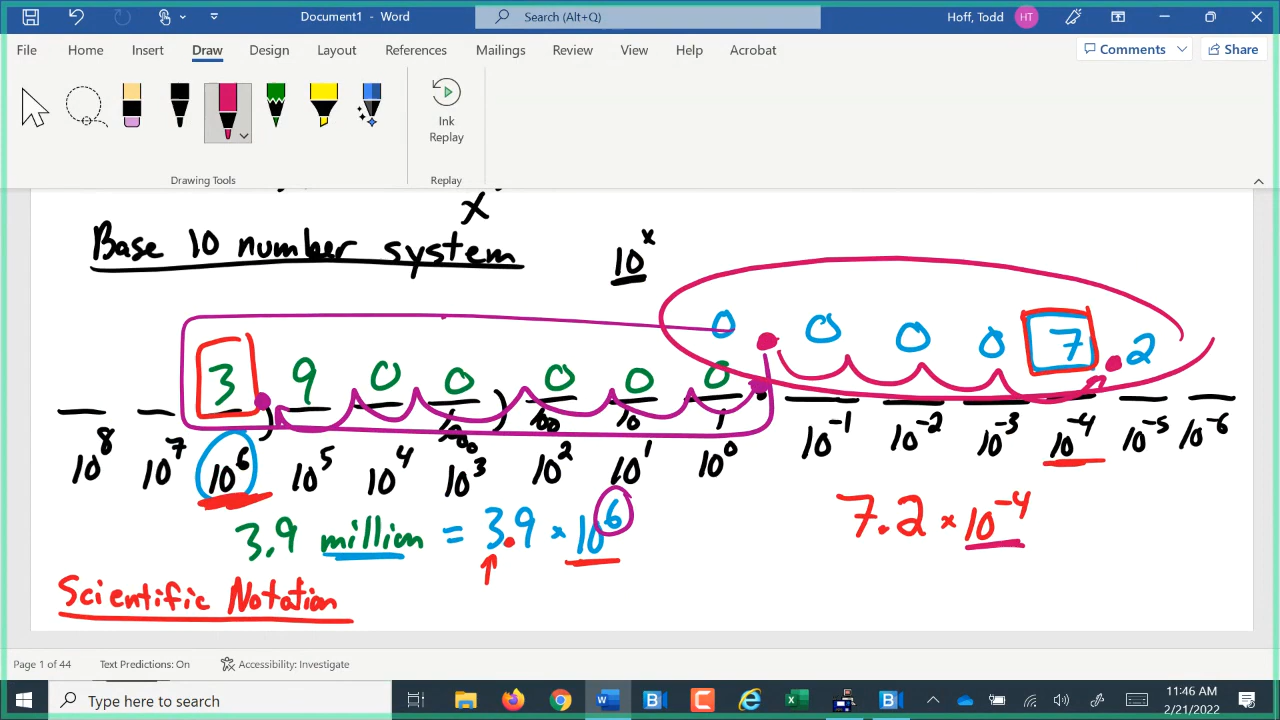 Document1 - Word
Search (Alt+Q)
Hoff, Todd
HT
File Home Insert Draw Design Layout References Mailings Review View Help Acrobat
Comments
Share
Ink
Replay
Drawing Tools
Replay
x
Base 10 number system
10^x
0 . 0 0 0 7 . 2
3 . 9 0 0 0 0 0 .
, ,
1000 100 10 1
10^8 10^7 10^6 10^5 10^4 10^3 10^2 10^1 10^0 10^-1 10^-2 10^-3 10^-4 10^-5 10^-6
3.9 million = 3.9 × 10^6
7.2 × 10^-4
Scientific Notation
Page 1 of 44
Text Predictions: On
Accessibility: Investigate
Type here to search
11:46 AM
2/21/2022